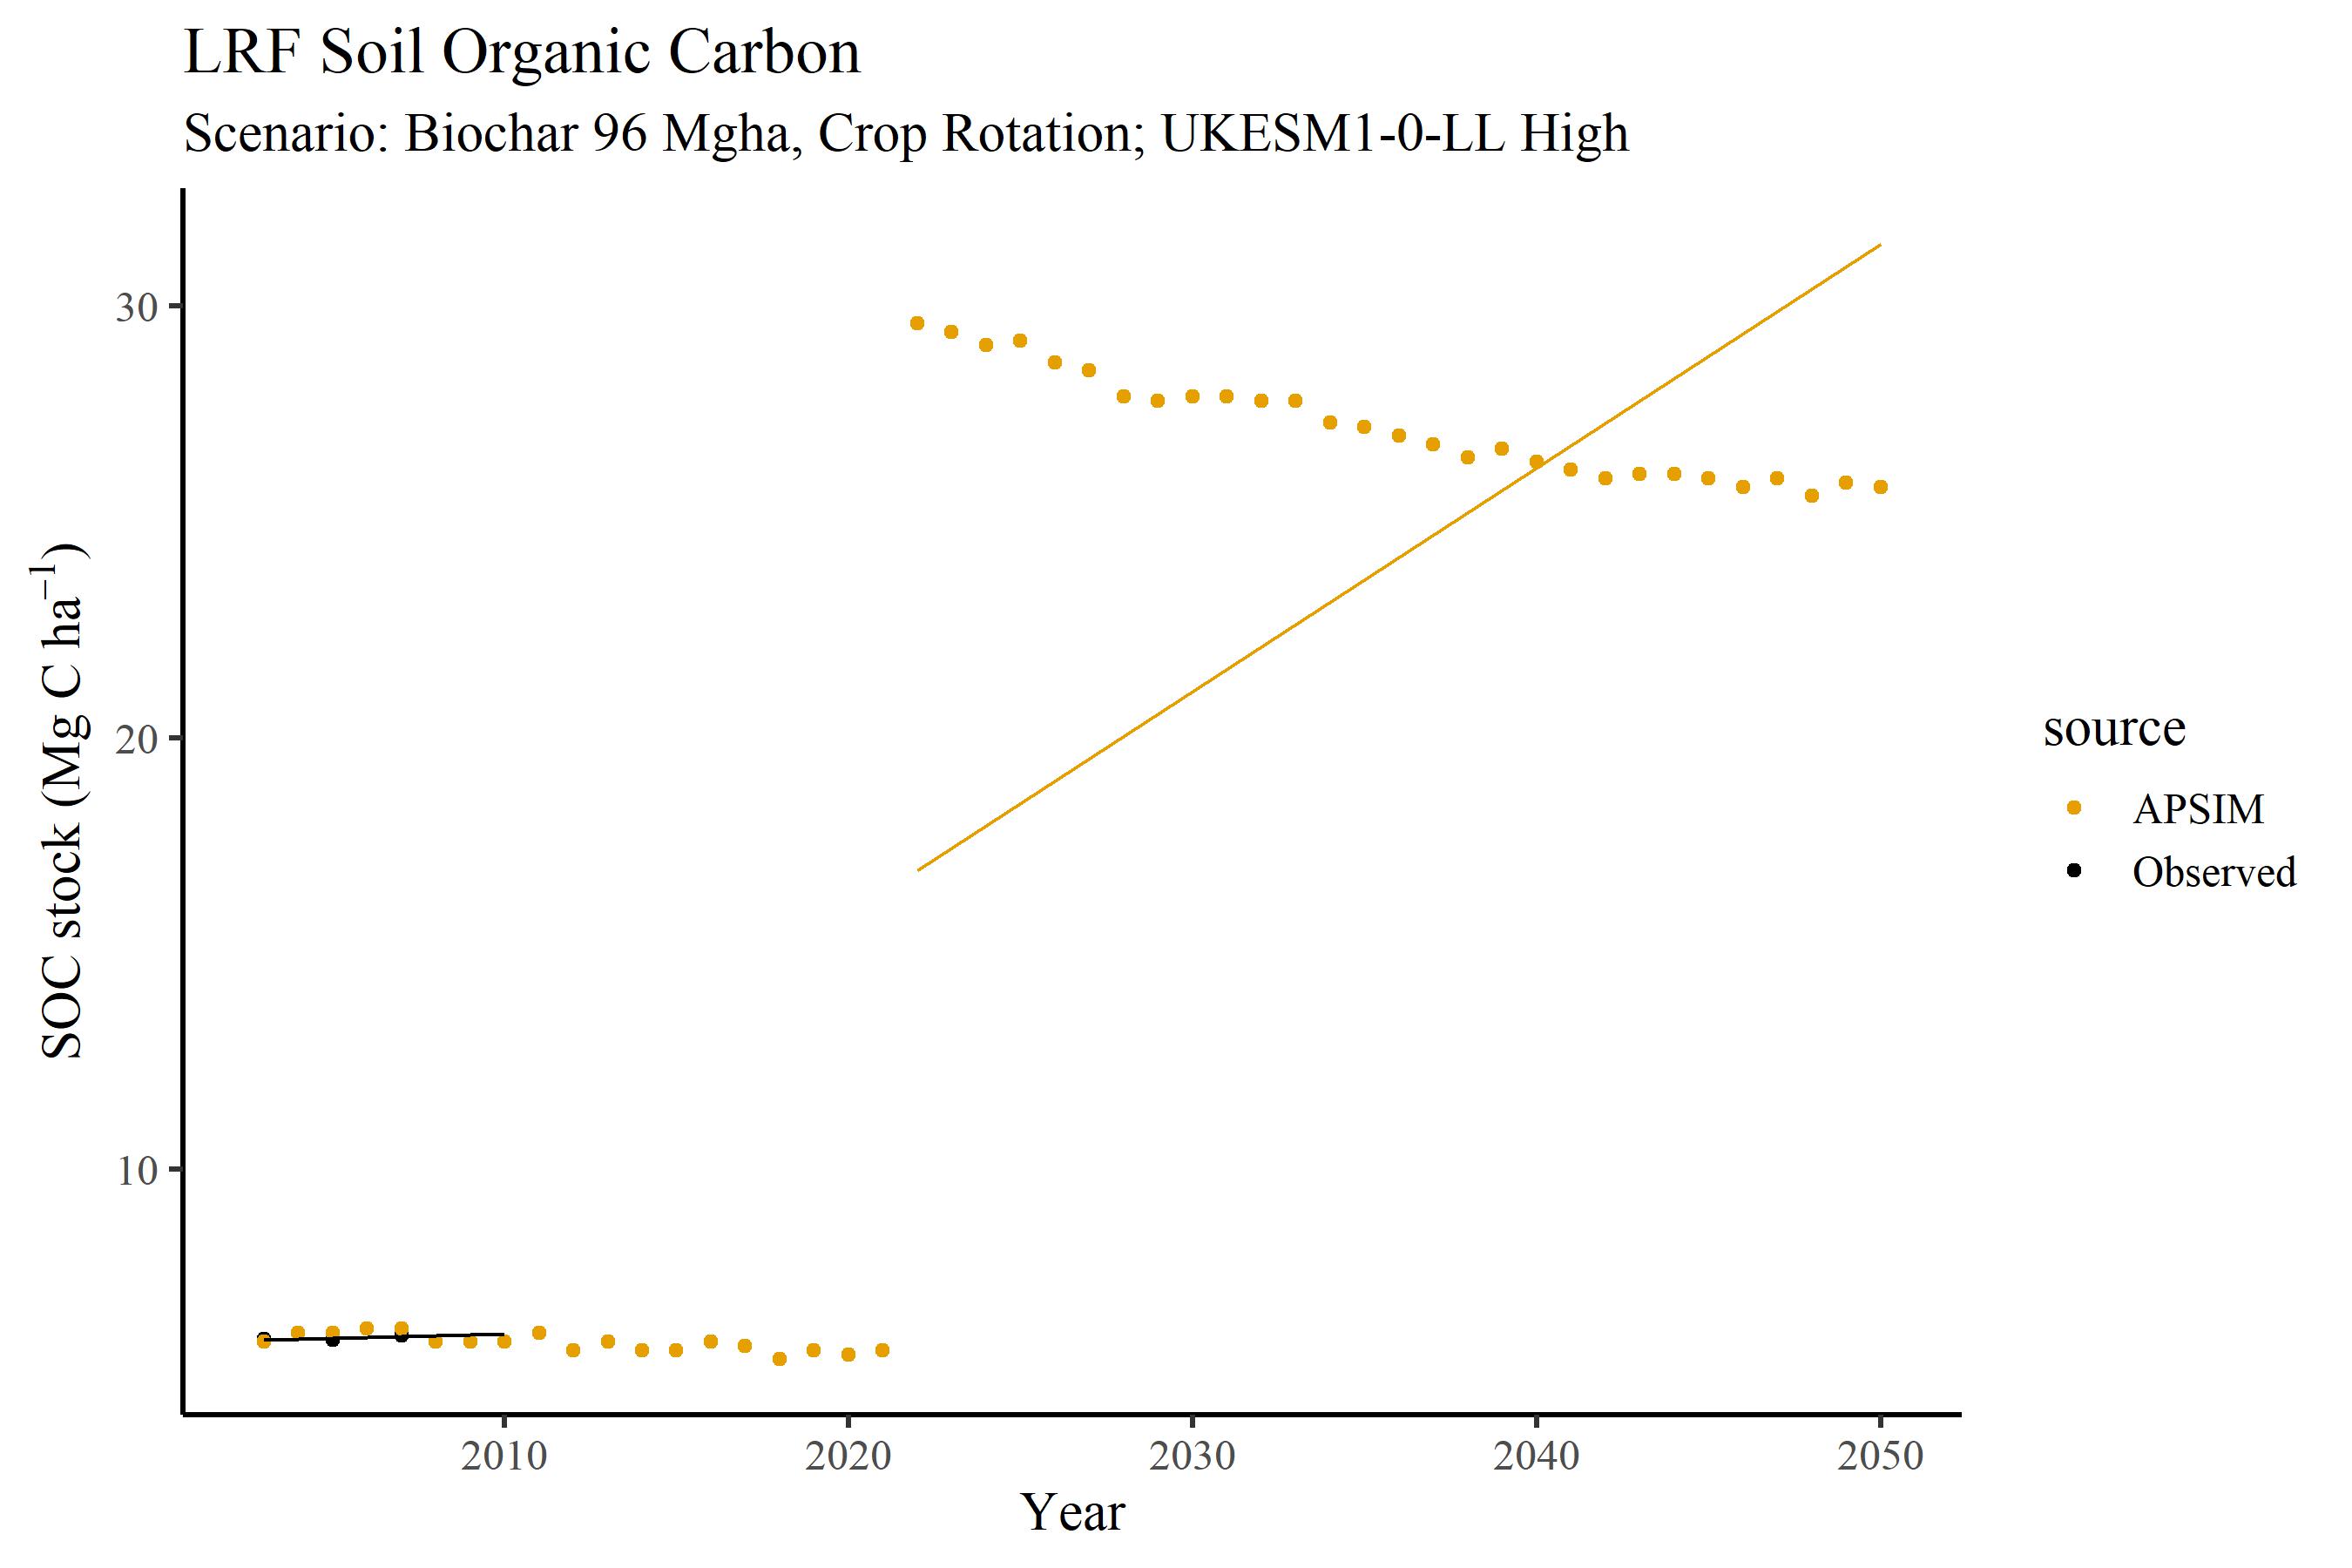 LRF Soil Organic Carbon
Scenario: Biochar 96 Mgha, Crop Rotation; UKESM1-0-LL High
SOC stock (Mg C ha⁻¹)
30
20
10
2010 2020 2030 2040 2050
Year
source
APSIM
Observed